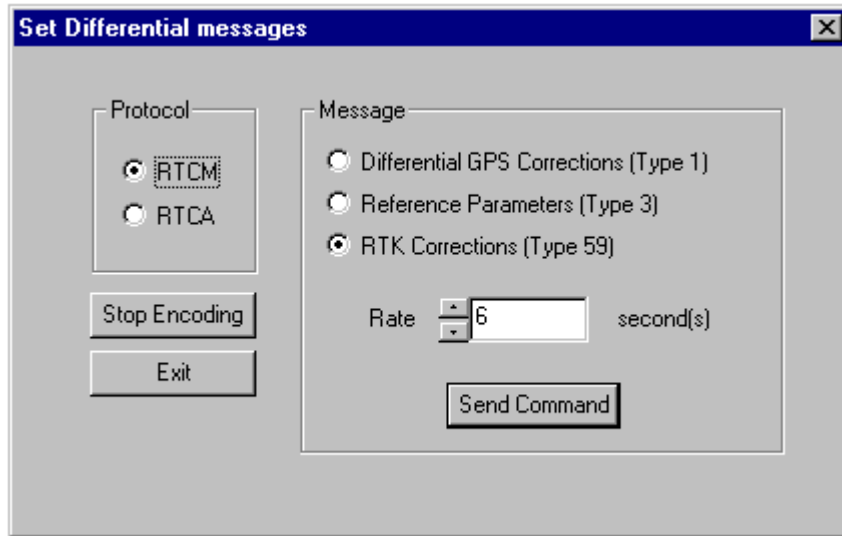 Set Differential messages
Protocol
RTCM
RTCA
Stop Encoding
Exit
Message
Differential GPS Corrections (Type 1)
Reference Parameters (Type 3)
RTK Corrections (Type 59)
Rate 6 second(s)
Send Command